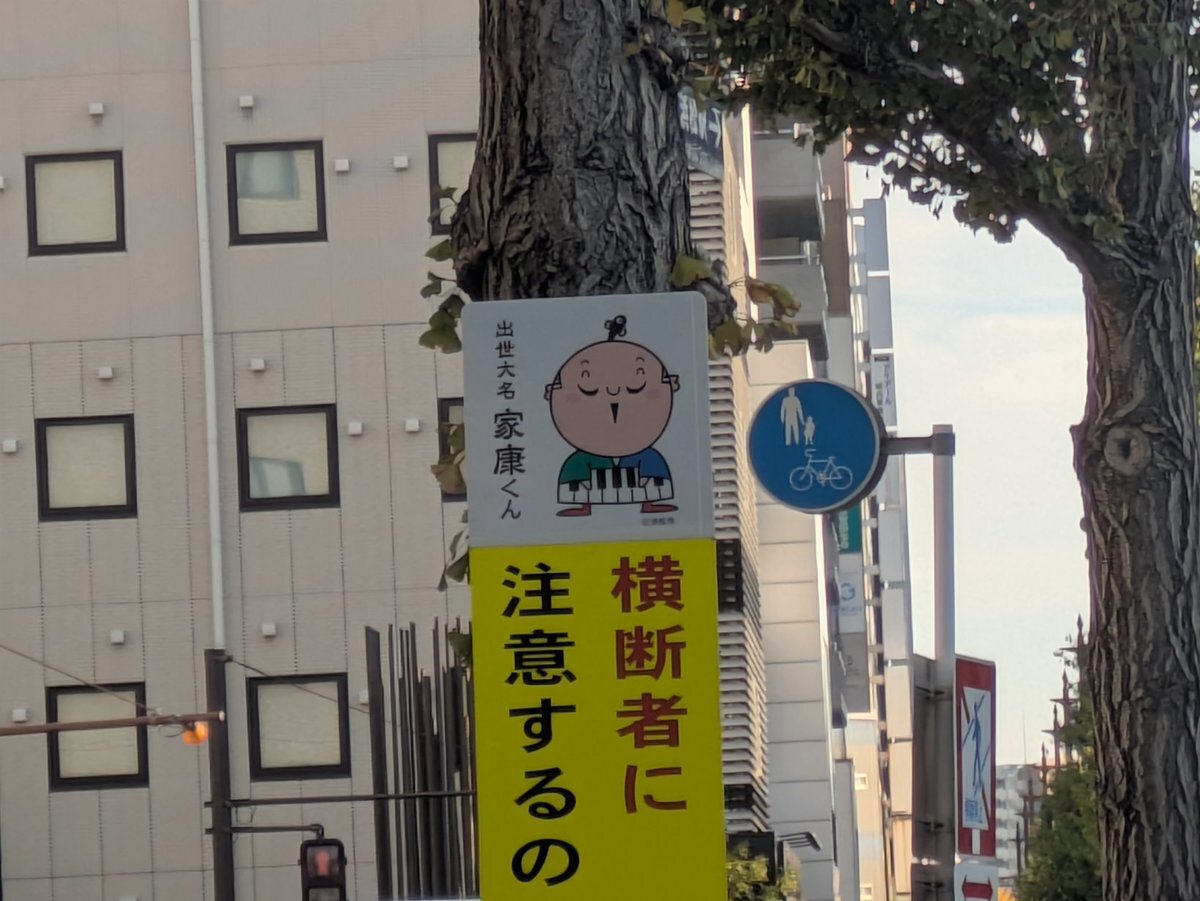 出世大名
家康くん
横断者に
注意するの